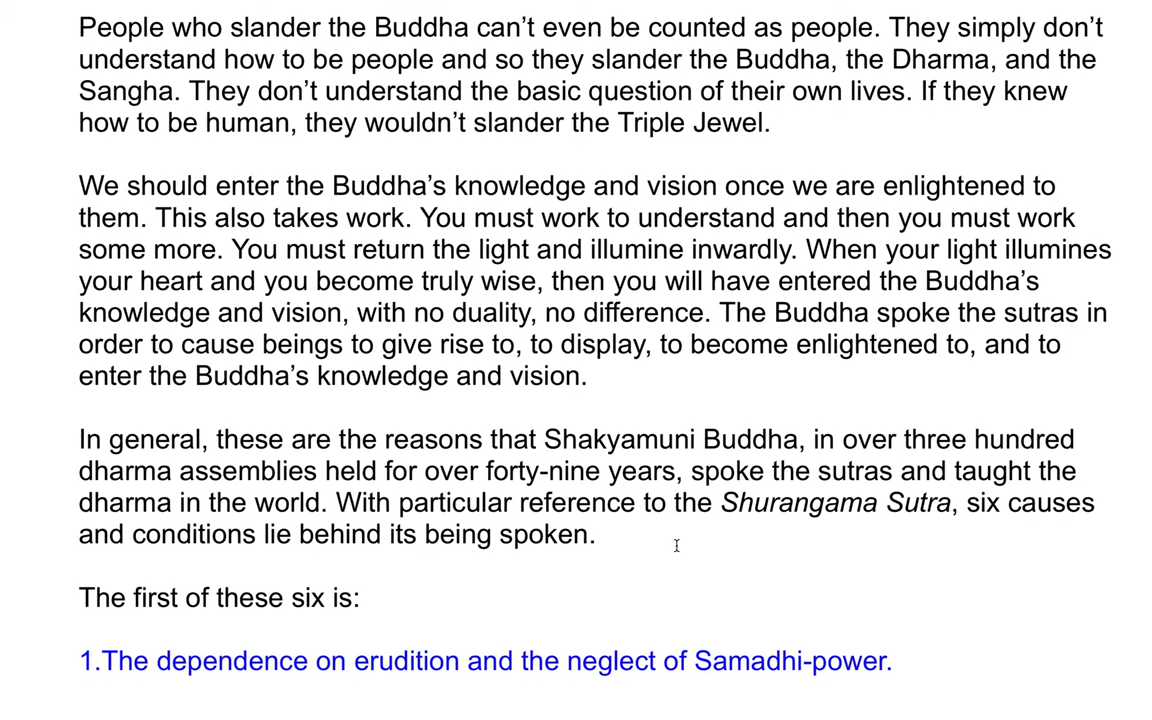 People who slander the Buddha can’t even be counted as people. They simply don’t
understand how to be people and so they slander the Buddha, the Dharma, and the
Sangha. They don’t understand the basic question of their own lives. If they knew
how to be human, they wouldn’t slander the Triple Jewel.
We should enter the Buddha’s knowledge and vision once we are enlightened to
them. This also takes work. You must work to understand and then you must work
some more. You must return the light and illumine inwardly. When your light illumines
your heart and you become truly wise, then you will have entered the Buddha’s
knowledge and vision, with no duality, no difference. The Buddha spoke the sutras in
order to cause beings to give rise to, to display, to become enlightened to, and to
enter the Buddha’s knowledge and vision.
In general, these are the reasons that Shakyamuni Buddha, in over three hundred
dharma assemblies held for over forty-nine years, spoke the sutras and taught the
dharma in the world. With particular reference to the Shurangama Sutra, six causes
and conditions lie behind its being spoken.
The first of these six is:
1.The dependence on erudition and the neglect of Samadhi-power.